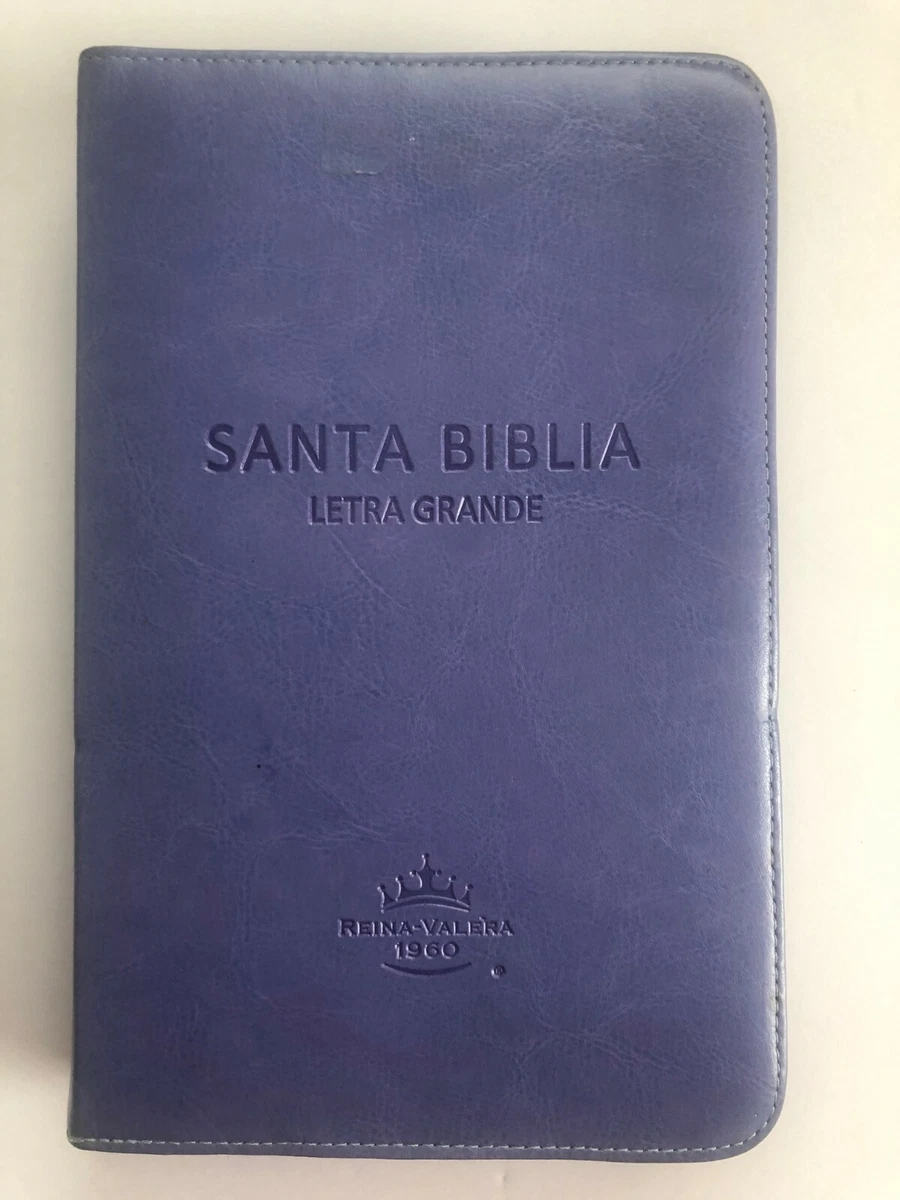 SANTA BIBLIA
LETRA GRANDE
REINA-VALERA
1960
®